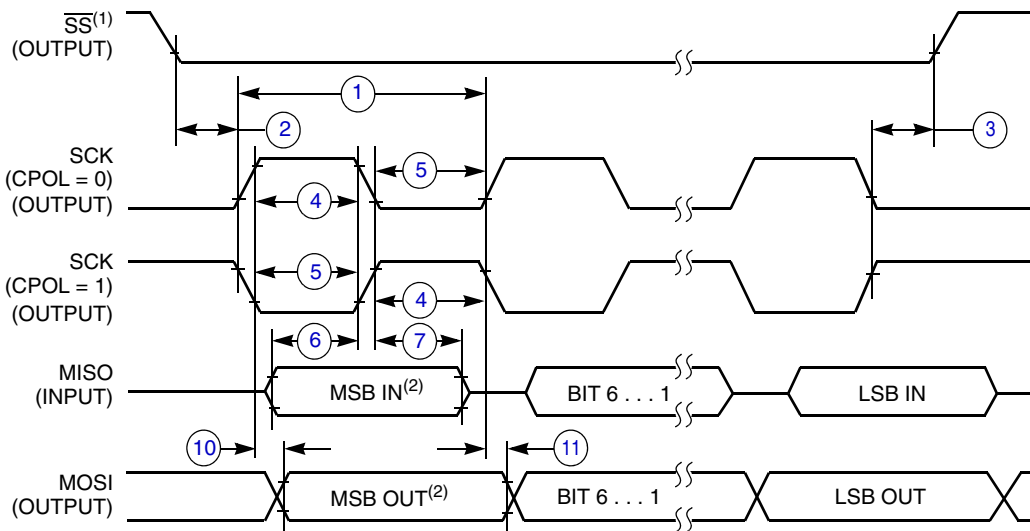 SS(1)
(OUTPUT)
1
2
3
SCK
(CPOL = 0)
(OUTPUT)
5
4
SCK
(CPOL = 1)
(OUTPUT)
5
4
6
7
MISO
(INPUT)
MSB IN(2)
BIT 6 . . . 1
LSB IN
10
11
MOSI
(OUTPUT)
MSB OUT(2)
BIT 6 . . . 1
LSB OUT